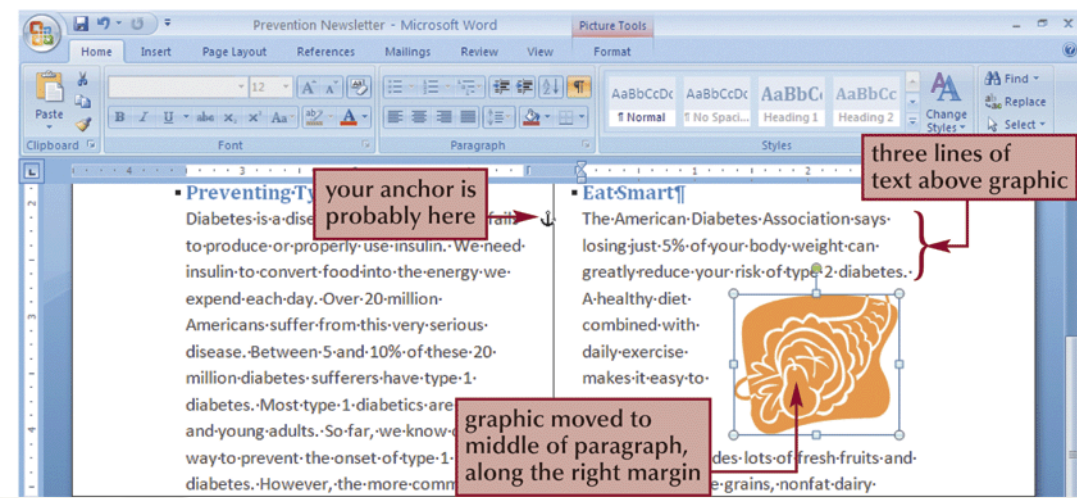 Prevention Newsletter - Microsoft Word
Picture Tools
Home Insert Page Layout References Mailings Review View Format
Paste
12
B I U abc x₂ x² Aa A
AaBbCcDc AaBbCcDc AaBbC AaBbCc
¶ Normal ¶ No Spaci... Heading 1 Heading 2
Change
Styles
Find
Replace
Select
Clipboard Font Paragraph Styles
three lines of
text above graphic
your anchor is
probably here
Preventing·Ty
Diabetes·is·a·dise fails
to·produce·or·properly·use·insulin.·We·need·
insulin·to·convert·food·into·the·energy·we·
expend·each·day.·Over·20·million·
Americans·suffer·from·this·very·serious·
disease.·Between·5·and·10%·of·these·20·
million·diabetes·sufferers·have·type·1·
diabetes.·Most·type·1·diabetics·are
and·young·adults.·So·far,·we·know·
way·to·prevent·the·onset·of·type·1·
diabetes.·However,·the·more·comm
Eat·Smart¶
The·American·Diabetes·Association·says·
losing·just·5%·of·your·body·weight·can·
greatly·reduce·your·risk·of·type·2·diabetes.·
A·healthy·diet·
combined·with·
daily·exercise·
makes·it·easy·to·
des·lots·of·fresh·fruits·and·
e·grains,·nonfat·dairy·
graphic moved to
middle of paragraph,
along the right margin